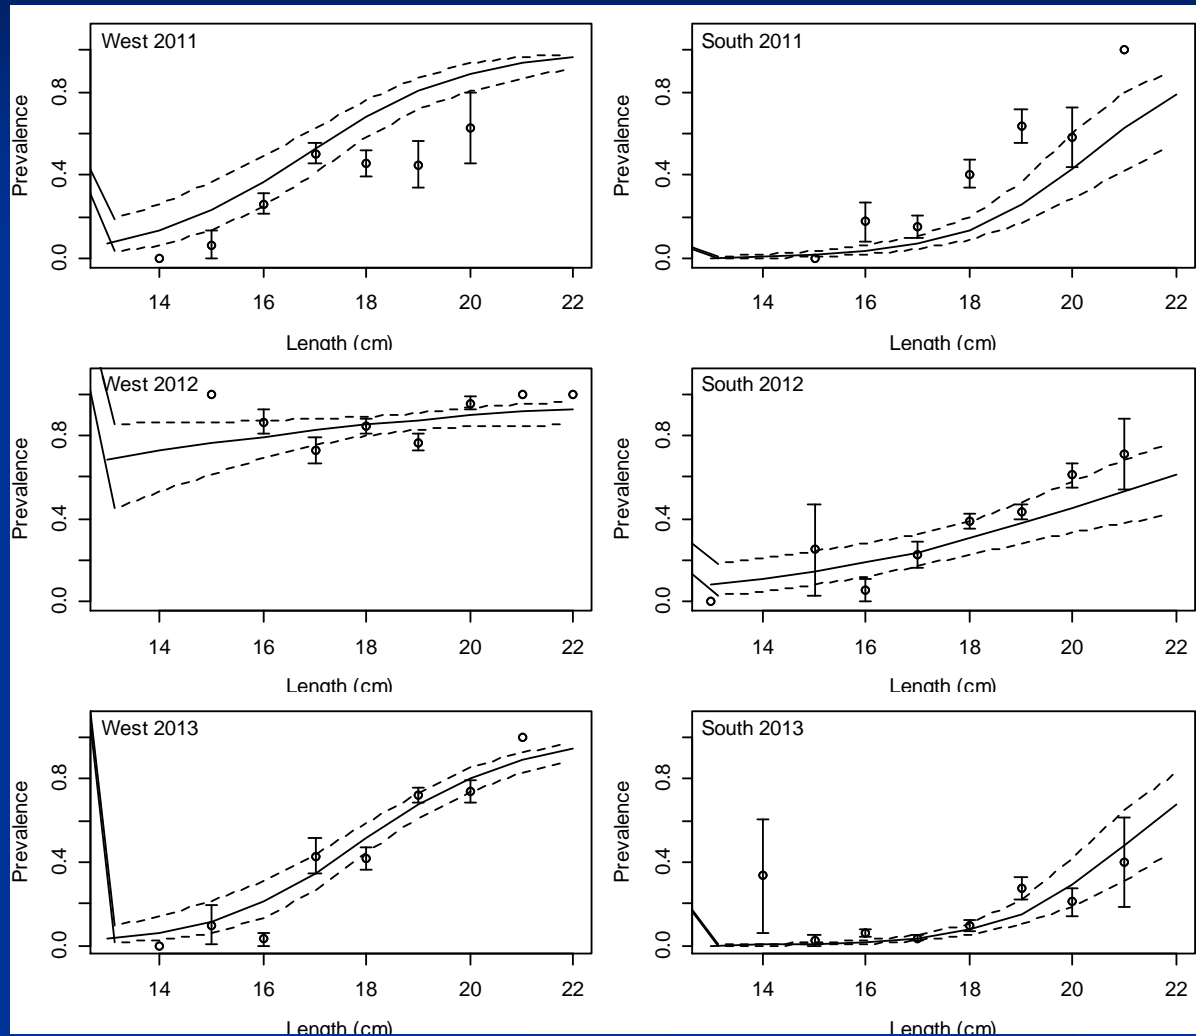 West 2011
Prevalence
0.0 0.4 0.8
14 16 18 20 22
Length (cm)
South 2011
Prevalence
0.0 0.4 0.8
14 16 18 20 22
Length (cm)
West 2012
Prevalence
0.0 0.4 0.8
14 16 18 20 22
Length (cm)
South 2012
Prevalence
0.0 0.4 0.8
14 16 18 20 22
Length (cm)
West 2013
Prevalence
0.0 0.4 0.8
14 16 18 20 22
Length (cm)
South 2013
Prevalence
0.0 0.4 0.8
14 16 18 20 22
Length (cm)